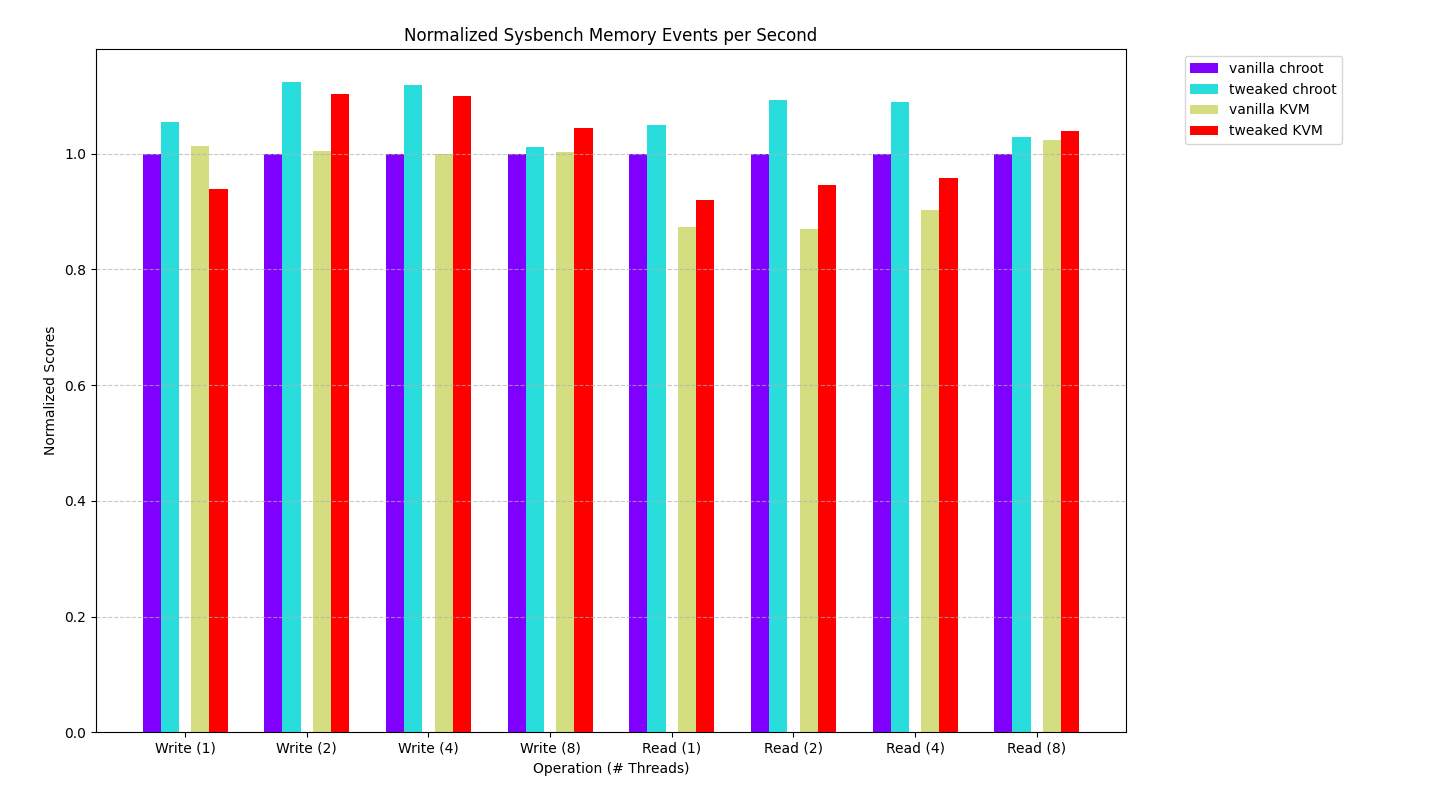 Normalized Sysbench Memory Events per Second
vanilla chroot
tweaked chroot
vanilla KVM
tweaked KVM
Normalized Scores
1.0
0.8
0.6
0.4
0.2
0.0
Write (1)
Write (2)
Write (4)
Write (8)
Read (1)
Read (2)
Read (4)
Read (8)
Operation (# Threads)